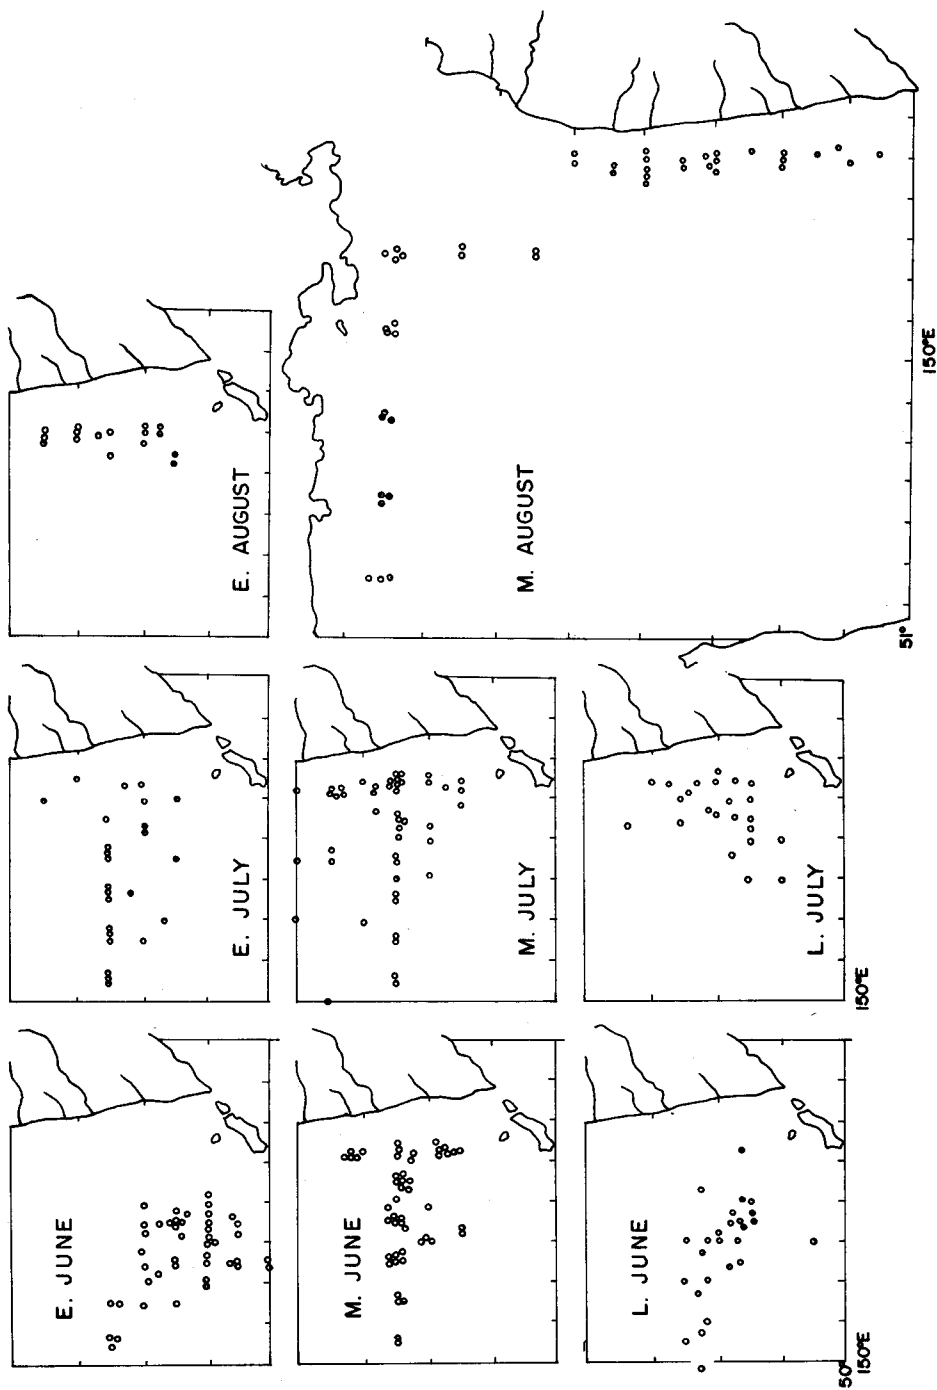 E. AUGUST
M. AUGUST
150°E
51°
E. JULY
M. JULY
L. JULY
150°E
E. JUNE
M. JUNE
L. JUNE
50°
150°E